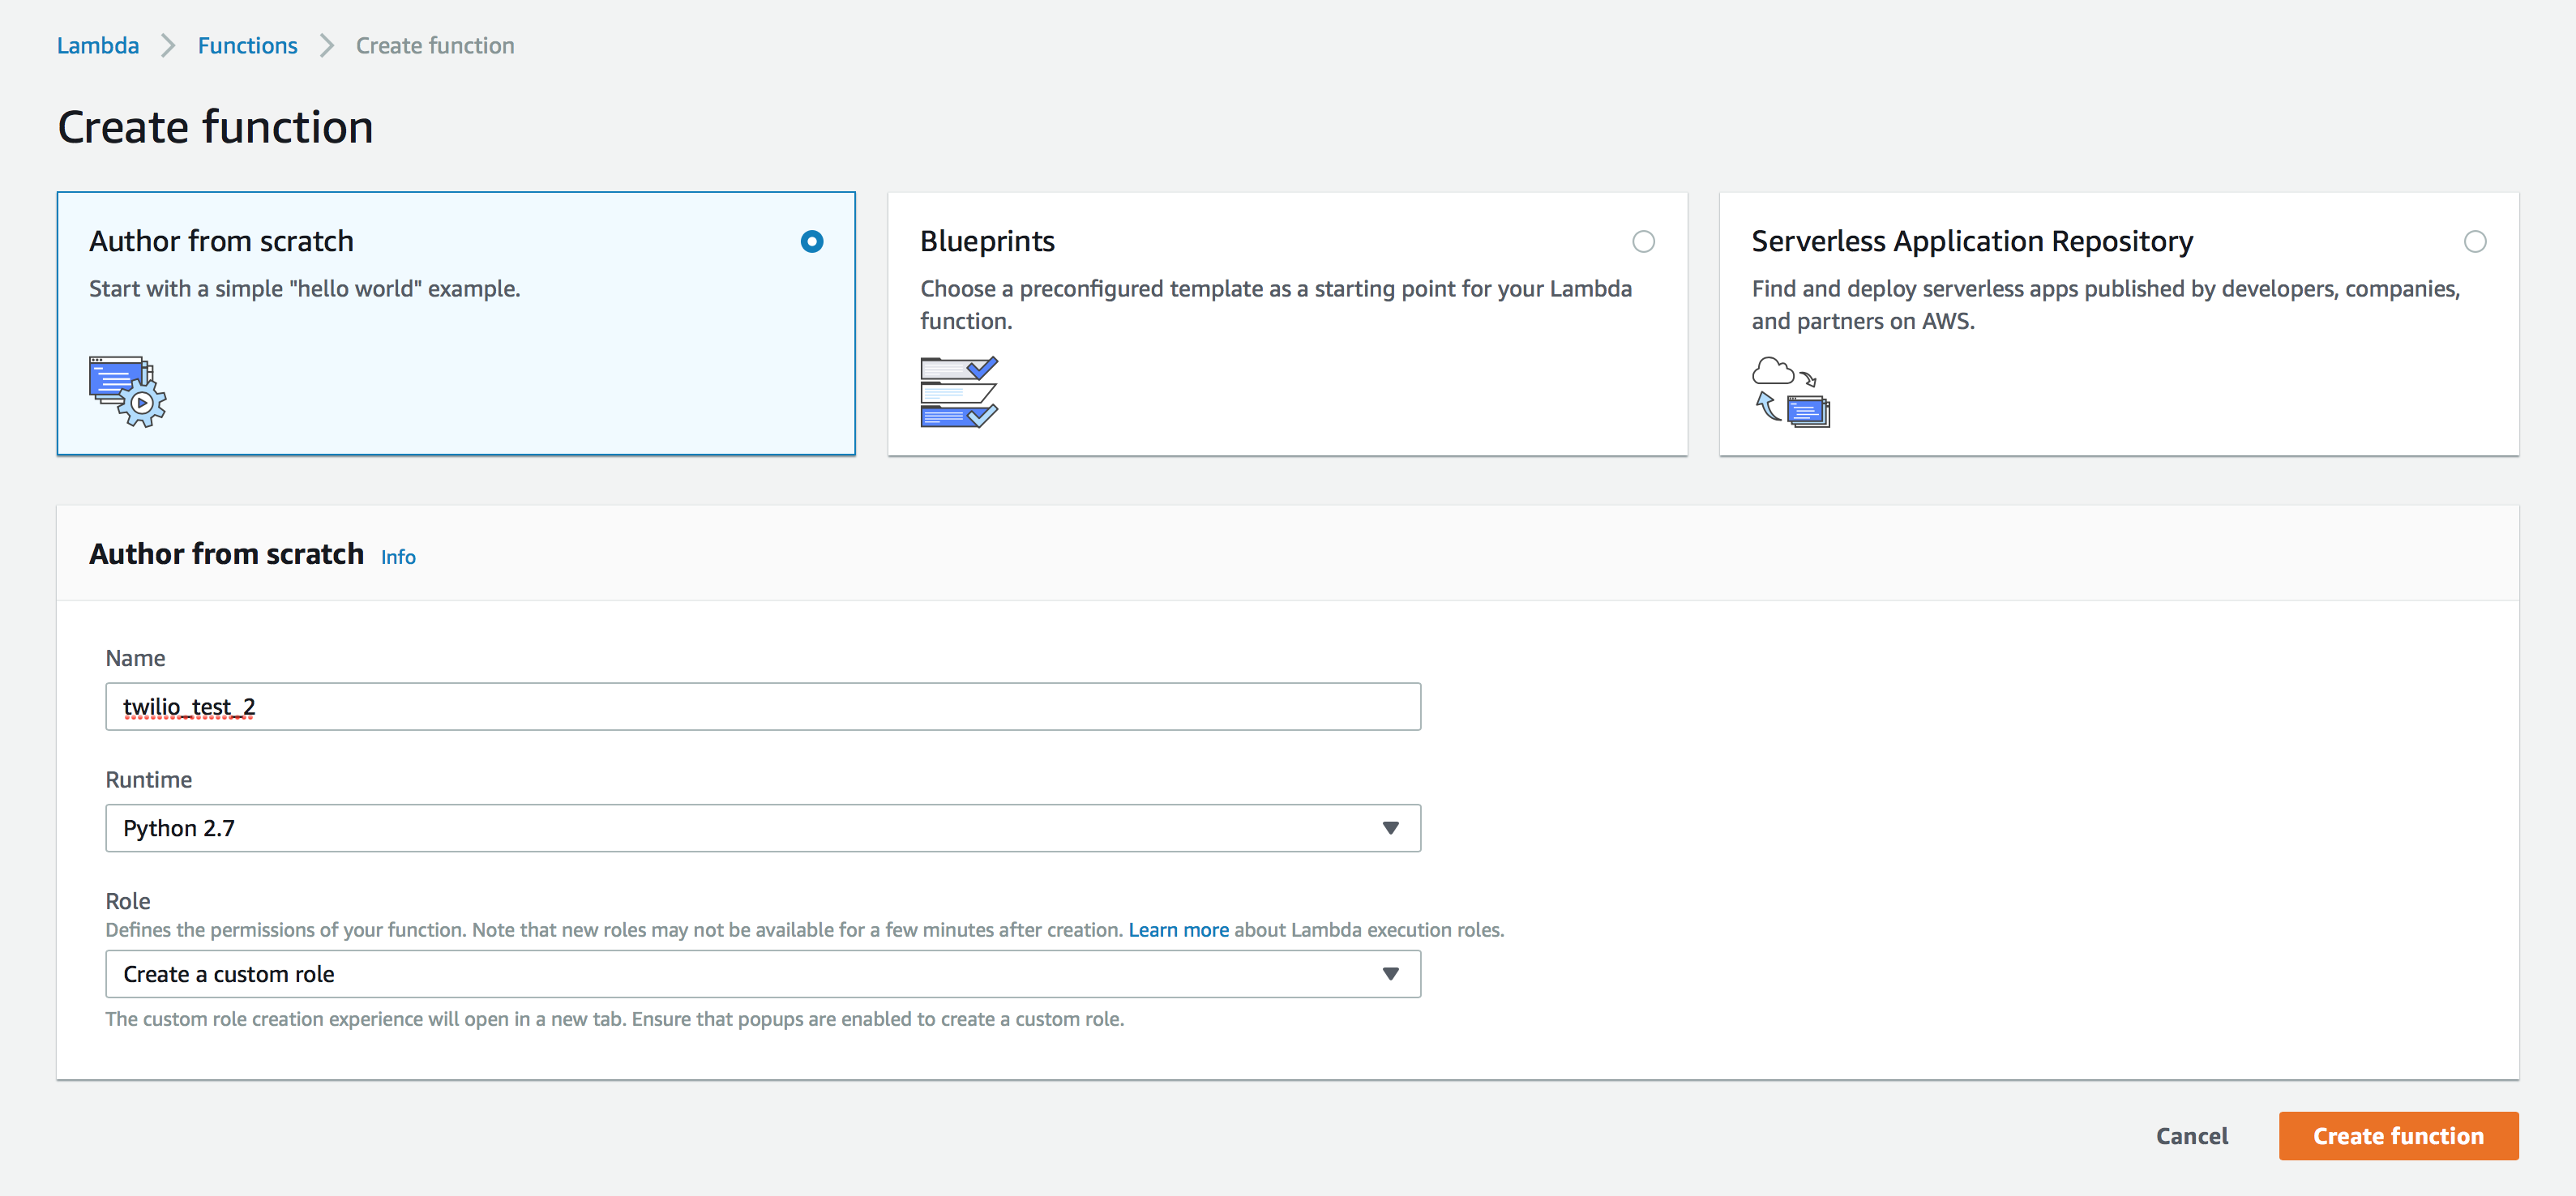 Lambda > Functions > Create function
Create function
Author from scratch
Start with a simple "hello world" example.
Blueprints
Choose a preconfigured template as a starting point for your Lambda
function.
Serverless Application Repository
Find and deploy serverless apps published by developers, companies,
and partners on AWS.
Author from scratch Info
Name
twilio_test_2
Runtime
Python 2.7
Role
Defines the permissions of your function. Note that new roles may not be available for a few minutes after creation. Learn more about Lambda execution roles.
Create a custom role
The custom role creation experience will open in a new tab. Ensure that popups are enabled to create a custom role.
Cancel
Create function